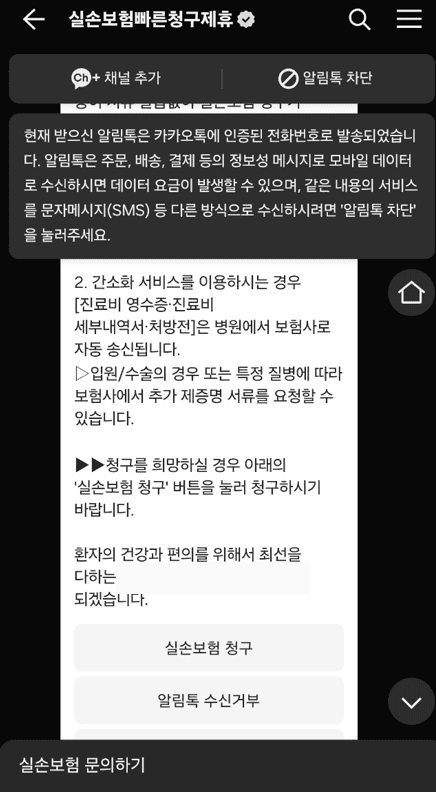 실손보험빠른청구제휴
Ch+ 채널 추가
알림톡 차단
현재 받으신 알림톡은 카카오톡에 인증된 전화번호로 발송되었습니
다. 알림톡은 주문, 배송, 결제 등의 정보성 메시지로 모바일 데이터
로 수신하시면 데이터 요금이 발생할 수 있으며, 같은 내용의 서비스
를 문자메시지(SMS) 등 다른 방식으로 수신하시려면 '알림톡 차단'
을 눌러주세요.
2. 간소화 서비스를 이용하시는 경우
[진료비 영수증·진료비
세부내역서·처방전]은 병원에서 보험사로
자동 송신됩니다.
▷입원/수술의 경우 또는 특정 질병에 따라
보험사에서 추가 제증명 서류를 요청할 수
있습니다.
▶▶청구를 희망하실 경우 아래의
'실손보험 청구' 버튼을 눌러 청구하시기
바랍니다.
환자의 건강과 편의를 위해서 최선을
다하는
되겠습니다.
실손보험 청구
알림톡 수신거부
실손보험 문의하기